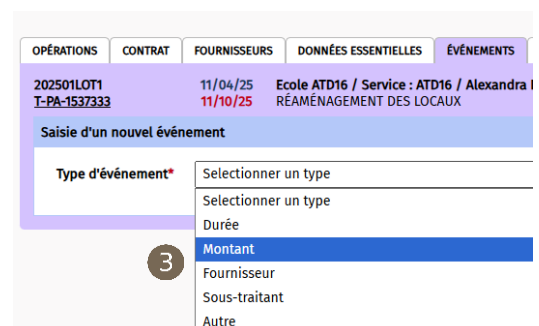 OPÉRATIONS CONTRAT FOURNISSEURS DONNÉES ESSENTIELLES ÉVÉNEMENTS
202501LOT1 11/04/25 Ecole ATD16 / Service : ATD16 / Alexandra
T-PA-1537333 11/10/25 RÉAMÉNAGEMENT DES LOCAUX
Saisie d'un nouvel événement
Type d'événement* Selectionner un type
Selectionner un type
Durée
3 Montant
Fournisseur
Sous-traitant
Autre